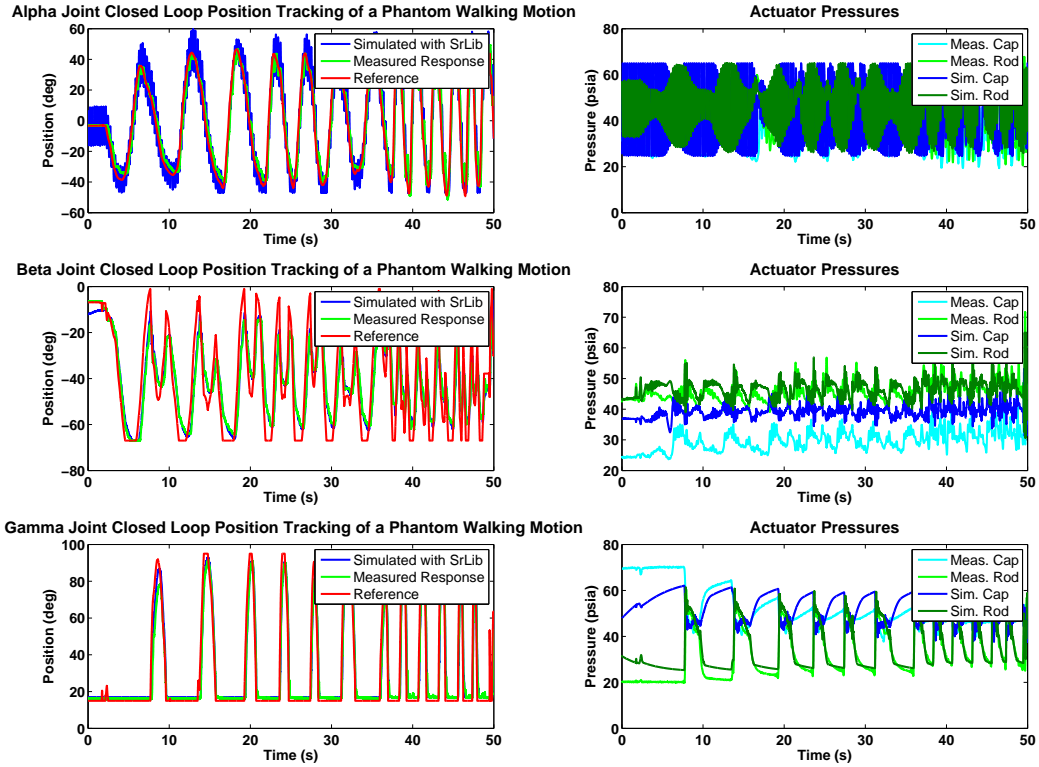 Alpha Joint Closed Loop Position Tracking of a Phantom Walking Motion
60
40
20
0
−20
−40
−60
Position (deg)
0 10 20 30 40 50
Time (s)
Simulated with SrLib
Measured Response
Reference
Actuator Pressures
80
60
40
20
0
Pressure (psia)
0 10 20 30 40 50
Time (s)
Meas. Cap
Meas. Rod
Sim. Cap
Sim. Rod
Beta Joint Closed Loop Position Tracking of a Phantom Walking Motion
0
−20
−40
−60
−80
Position (deg)
0 10 20 30 40 50
Time (s)
Simulated with SrLib
Measured Response
Reference
Actuator Pressures
80
70
60
50
40
30
20
Pressure (psia)
0 10 20 30 40 50
Time (s)
Meas. Cap
Meas. Rod
Sim. Cap
Sim. Rod
Gamma Joint Closed Loop Position Tracking of a Phantom Walking Motion
100
80
60
40
20
0
Position (deg)
0 10 20 30 40 50
Time (s)
Simulated with SrLib
Measured Response
Reference
Actuator Pressures
80
60
40
20
0
Pressure (psia)
0 10 20 30 40 50
Time (s)
Meas. Cap
Meas. Rod
Sim. Cap
Sim. Rod